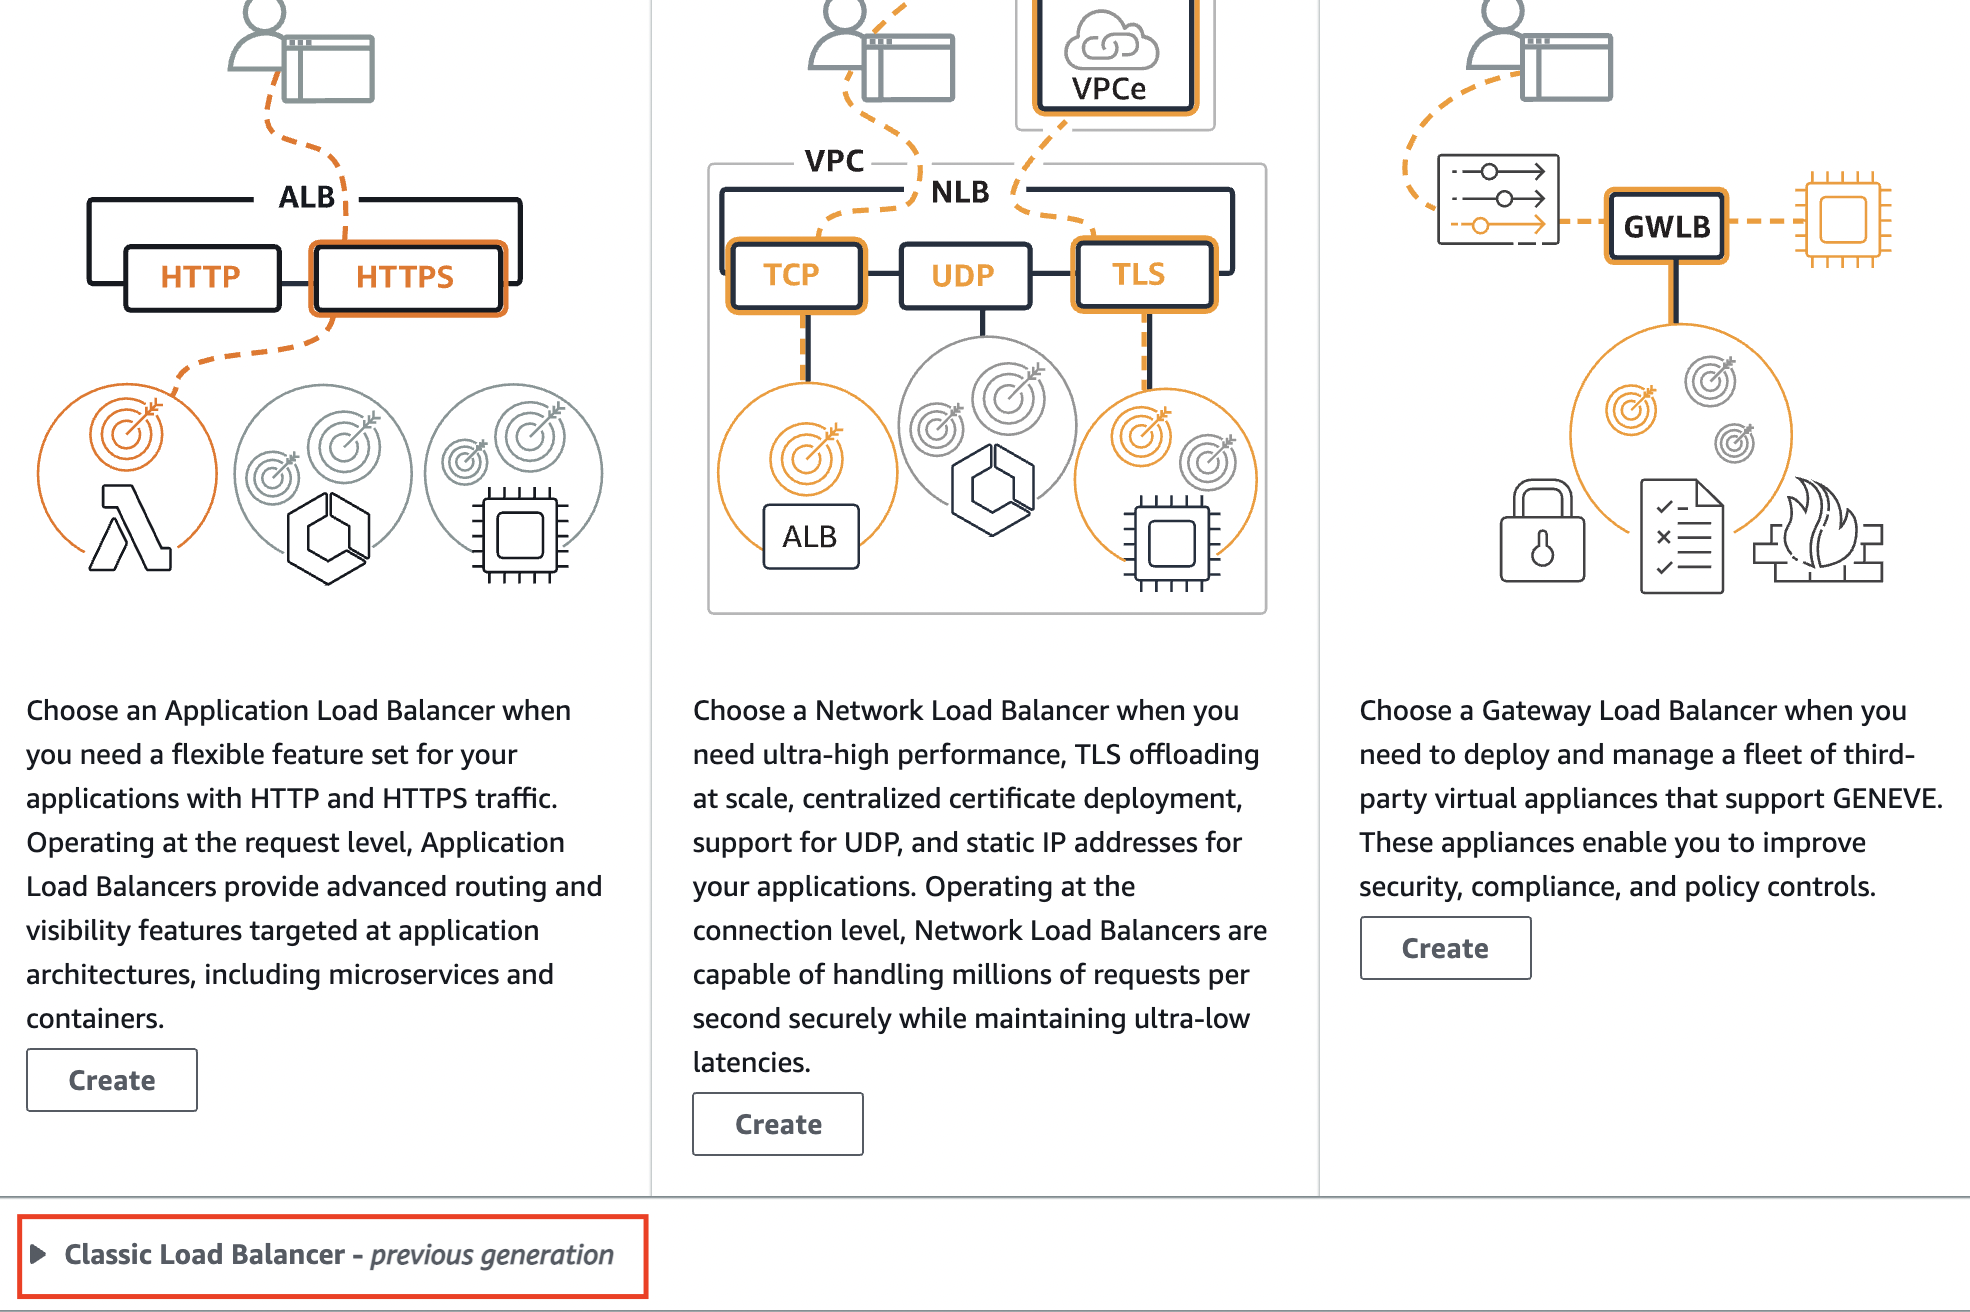 ALB
HTTP
HTTPS
Choose an Application Load Balancer when
you need a flexible feature set for your
applications with HTTP and HTTPS traffic.
Operating at the request level, Application
Load Balancers provide advanced routing and
visibility features targeted at application
architectures, including microservices and
containers.
Create
VPCe
VPC
NLB
TCP
UDP
TLS
ALB
Choose a Network Load Balancer when you
need ultra-high performance, TLS offloading
at scale, centralized certificate deployment,
support for UDP, and static IP addresses for
your applications. Operating at the
connection level, Network Load Balancers are
capable of handling millions of requests per
second securely while maintaining ultra-low
latencies.
Create
GWLB
Choose a Gateway Load Balancer when you
need to deploy and manage a fleet of third-
party virtual appliances that support GENEVE.
These appliances enable you to improve
security, compliance, and policy controls.
Create
Classic Load Balancer - previous generation